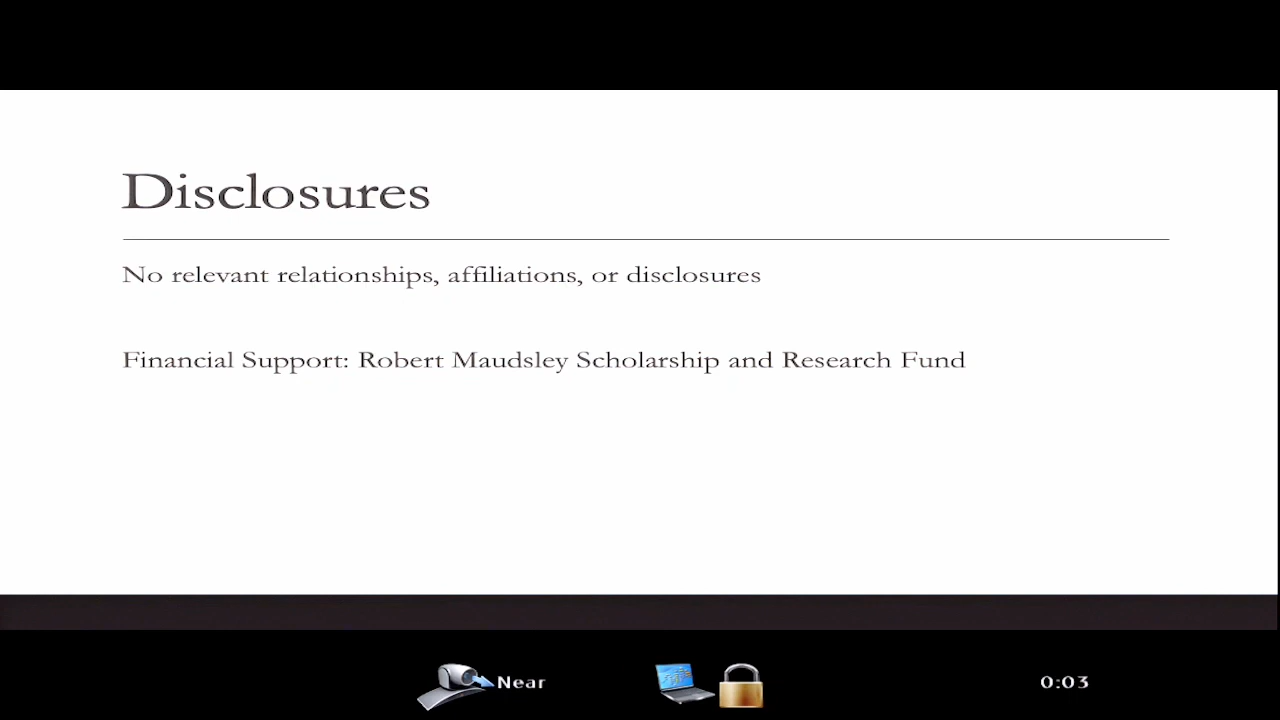 Disclosures
No relevant relationships, affiliations, or disclosures
Financial Support: Robert Maudsley Scholarship and Research Fund
Near
0:03